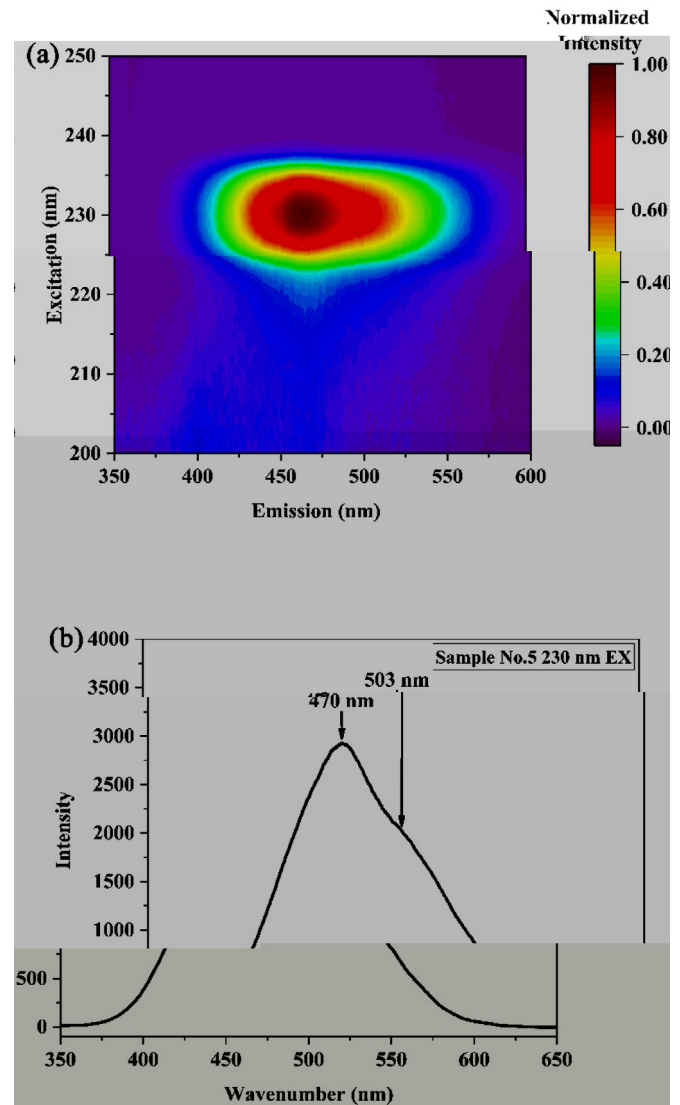 Normalized
Intensity
(a)
250
240
230
220
210
200
Excitation (nm)
350 400 450 500 550 600
Emission (nm)
1.00
0.80
0.60
0.40
0.20
0.00
(b)
4000
3500
3000
2500
2000
1500
1000
500
0
Intensity
Sample No.5 230 nm EX
503 nm
470 nm
350 400 450 500 550 600 650
Wavenumber (nm)